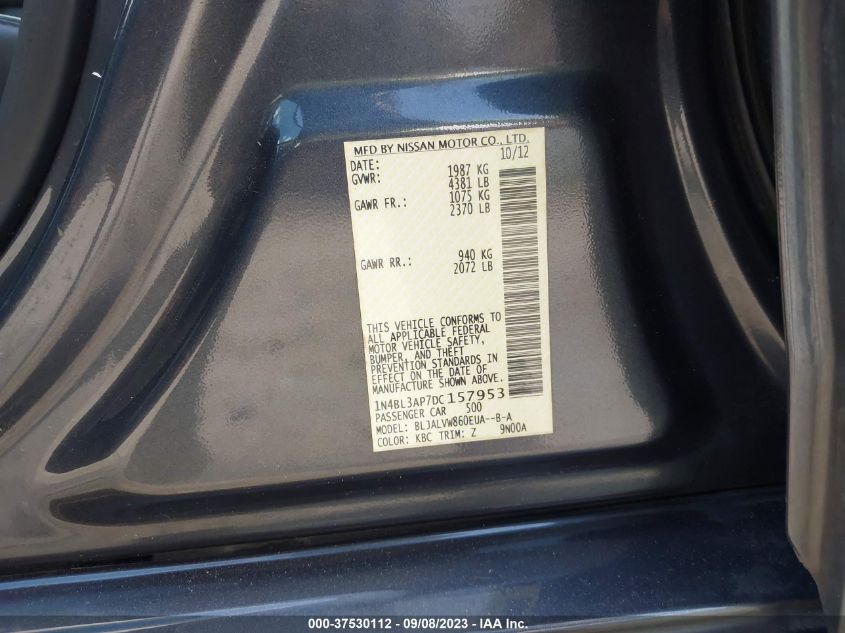 MFD BY NISSAN MOTOR CO., LTD.
DATE: 10/12
GVWR: 1987 KG
4381 LB
GAWR FR.: 1075 KG
2370 LB
GAWR RR.: 940 KG
2072 LB
THIS VEHICLE CONFORMS TO
ALL APPLICABLE FEDERAL
MOTOR VEHICLE SAFETY,
BUMPER, AND THEFT
PREVENTION STANDARDS IN
EFFECT ON THE DATE OF
MANUFACTURE SHOWN ABOVE.
1N4BL3AP7DC157953
PASSENGER CAR 500
MODEL: BLJALVW860EUA--B-A
COLOR: KBC TRIM: Z 9N00A
000-37530112 - 09/08/2023 - IAA Inc.